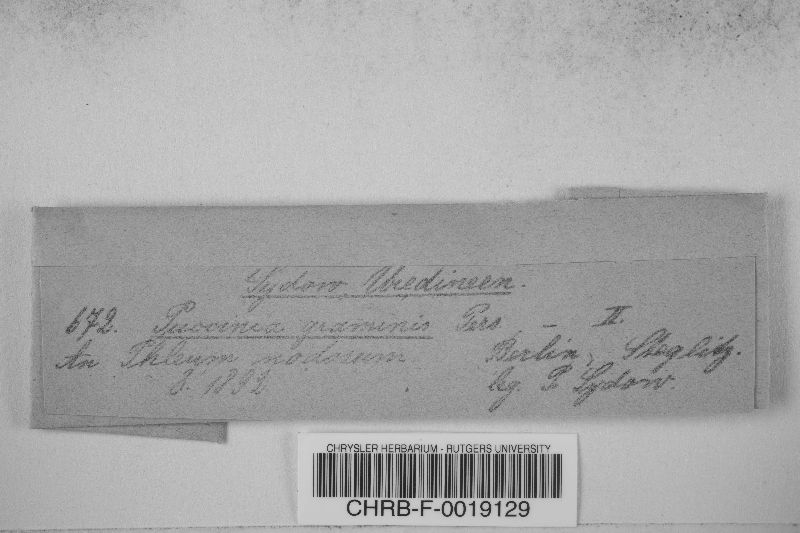 Sydow, Uredineen.
672. Puccinia graminis Pers. — II.
An Phleum nodosum
Berlin, Steglitz.
8. 1892
leg. P. Sydow.
CHRYSLER HERBARIUM - RUTGERS UNIVERSITY
CHRB-F-0019129